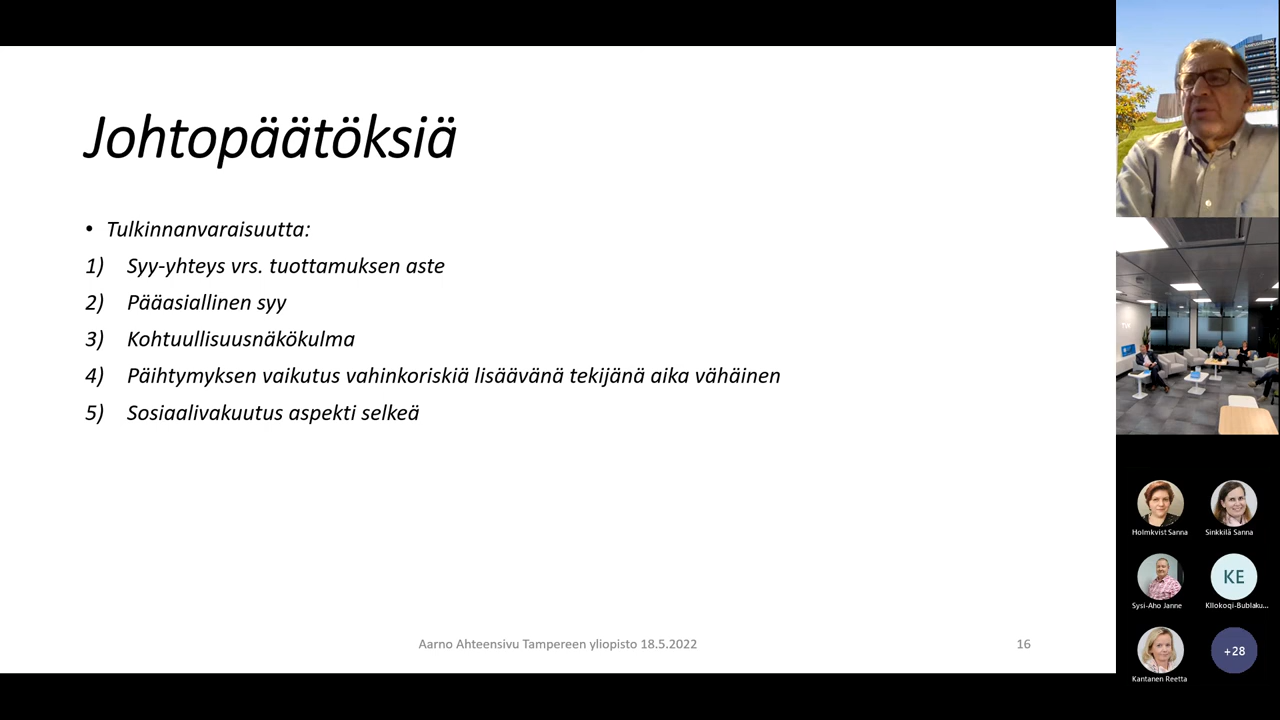 Johtopäätöksiä
• Tulkinnanvaraisuutta:
1) Syy-yhteys vrs. tuottamuksen aste
2) Pääasiallinen syy
3) Kohtuullisuusnäkökulma
4) Päihtymyksen vaikutus vahinkoriskiä lisäävänä tekijänä aika vähäinen
5) Sosiaalivakuutus aspekti selkeä
Aarno Ahteensivu Tampereen yliopisto 18.5.2022
16
Holmkvist Sanna
Sinkkilä Sanna
Sysi-Aho Janne
KE
Kllokoqi-Bublaku...
Kantanen Reetta
+28